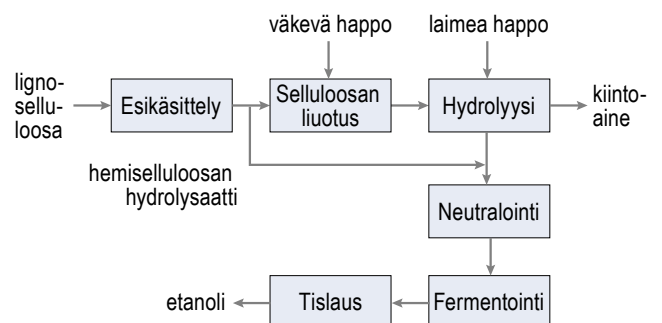 väkevä happo
laimea happo
ligno-
sellu-
loosa
Esikäsittely
Selluloosan
liuotus
Hydrolyysi
kiinto-
aine
hemiselluloosan
hydrolysaatti
Neutralointi
etanoli
Tislaus
Fermentointi